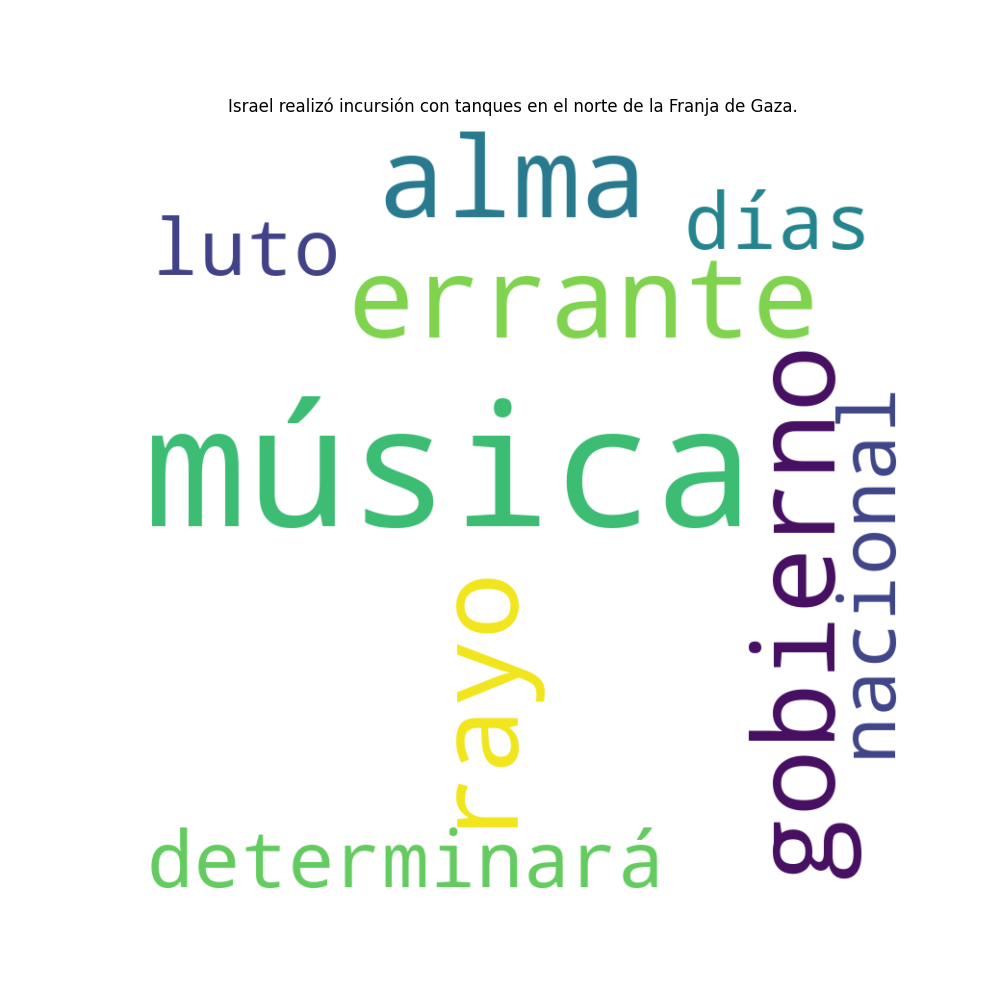 Israel realizó incursión con tanques en el norte de la Franja de Gaza.
alma
días
luto
errante
música
gobierno
nacional
rayo
determinará